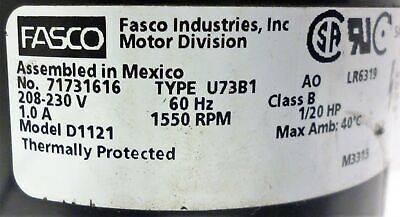 FASCO
Fasco Industries, Inc
Motor Division
Assembled in Mexico
No. 71731616 TYPE U73B1 AO LR6319
208-230 V 60 Hz Class B
1.0 A 1550 RPM 1/20 HP
Model D1121 Max Amb: 40°C
Thermally Protected M3315